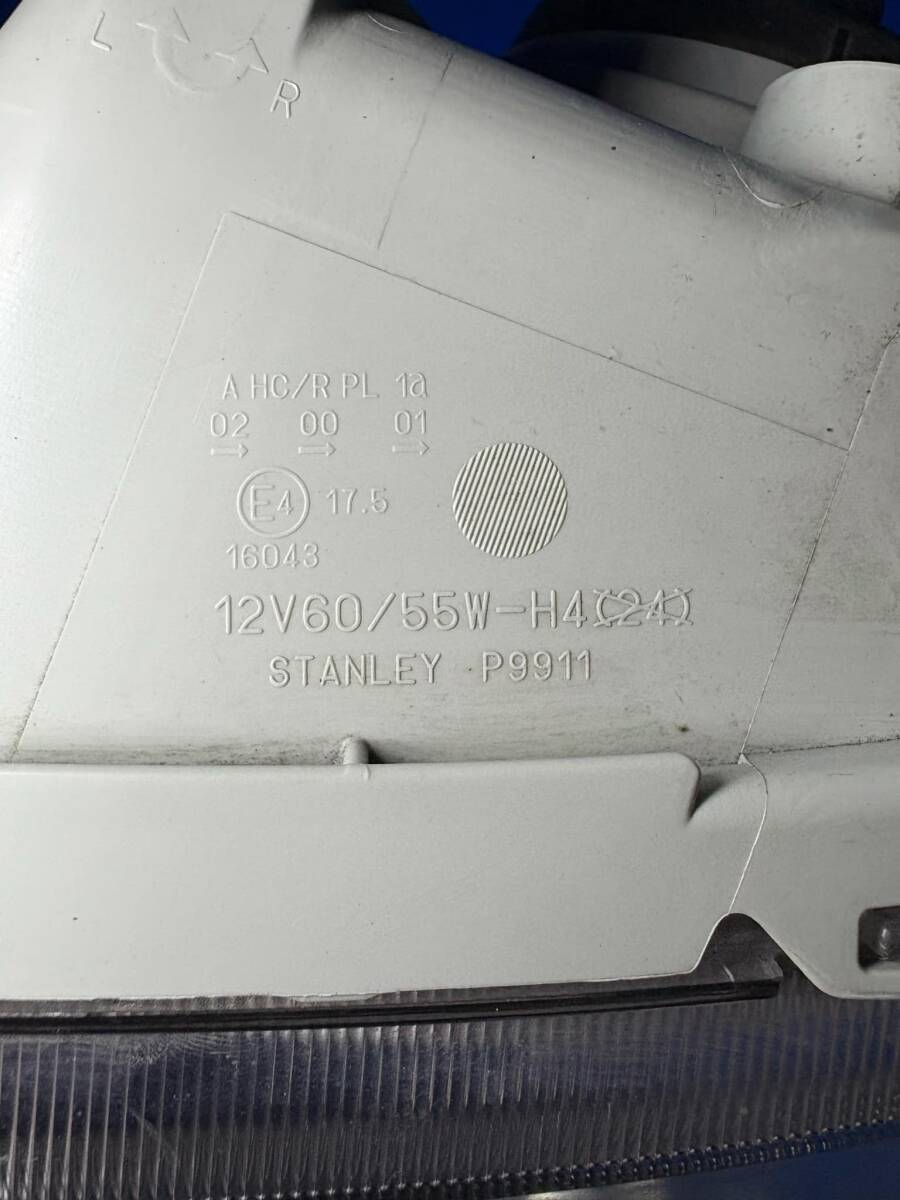 L
R
A HC/R PL 1a
02 00 01
→ → →
E4 17.5
16043
12V60/55W-H4(24)
STANLEY P9911